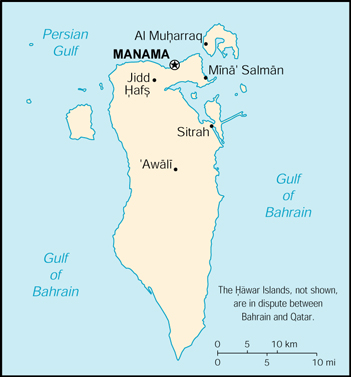 Persian
Gulf
Al Muḩarraq
MANAMA
Mīnā' Salmān
Jidd
Ḩafş
Sitrah
'Awālī
Gulf
of
Bahrain
Gulf
of
Bahrain
The Ḩāwar Islands, not shown,
are in dispute between
Bahrain and Qatar.
0 5 10 km
0 5 10 mi